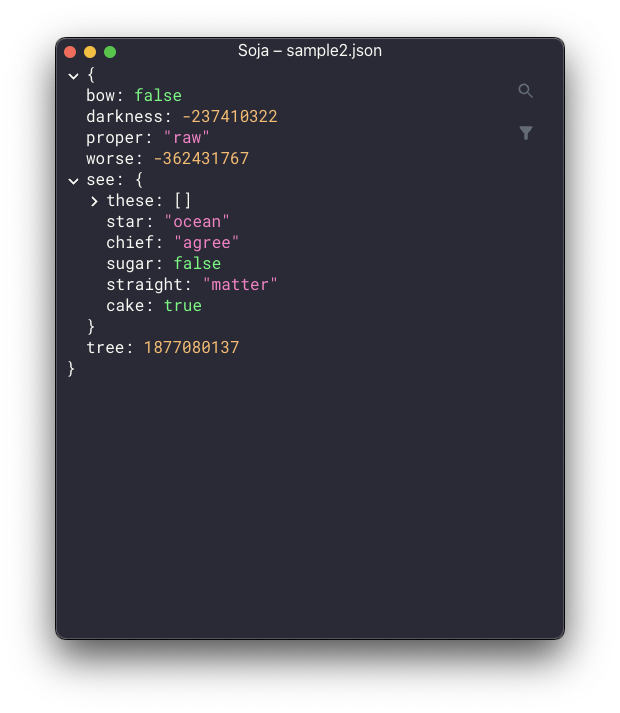 Soja – sample2.json
{
bow: false
darkness: -237410322
proper: "raw"
worse: -362431767
see: {
these: []
star: "ocean"
chief: "agree"
sugar: false
straight: "matter"
cake: true
}
tree: 1877080137
}